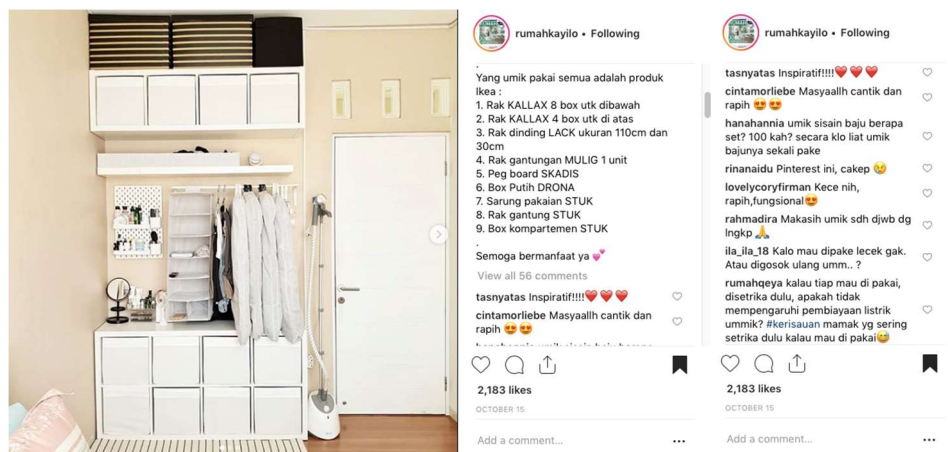 rumahkayilo • Following
.
Yang umik pakai semua adalah produk
Ikea :
1. Rak KALLAX 8 box utk dibawah
2. Rak KALLAX 4 box utk di atas
3. Rak dinding LACK ukuran 110cm dan
30cm
4. Rak gantungan MULIG 1 unit
5. Peg board SKADIS
6. Box Putih DRONA
7. Sarung pakaian STUK
8. Rak gantung STUK
9. Box kompartemen STUK
.
Semoga bermanfaat ya 💕
View all 56 comments
tasnyatas Inspiratif!!!!❤️❤️❤️
cintamorliebe Masyaallh cantik dan
rapih 😍😍
2,183 likes
OCTOBER 15
Add a comment...
rumahkayilo • Following
tasnyatas Inspiratif!!!!❤️❤️❤️
cintamorliebe Masyaallh cantik dan
rapih 😍😍
hanahannia umik sisain baju berapa
set? 100 kah? secara klo liat umik
bajunya sekali pake
rinanaidu Pinterest ini, cakep 😢
lovelycoryfirman Kece nih,
rapih,fungsional😍
rahmadira Makasih umik sdh djwb dg
lngkp 🙏
ila_ila_18 Kalo mau dipake lecek gak.
Atau digosok ulang umm.. ?
rumahqeya kalau tiap mau di pakai,
disetrika dulu, apakah tidak
mempengaruhi pembiayaan listrik
ummik? #kerisauan mamak yg sering
setrika dulu kalau mau di pakai😅
2,183 likes
OCTOBER 15
Add a comment...